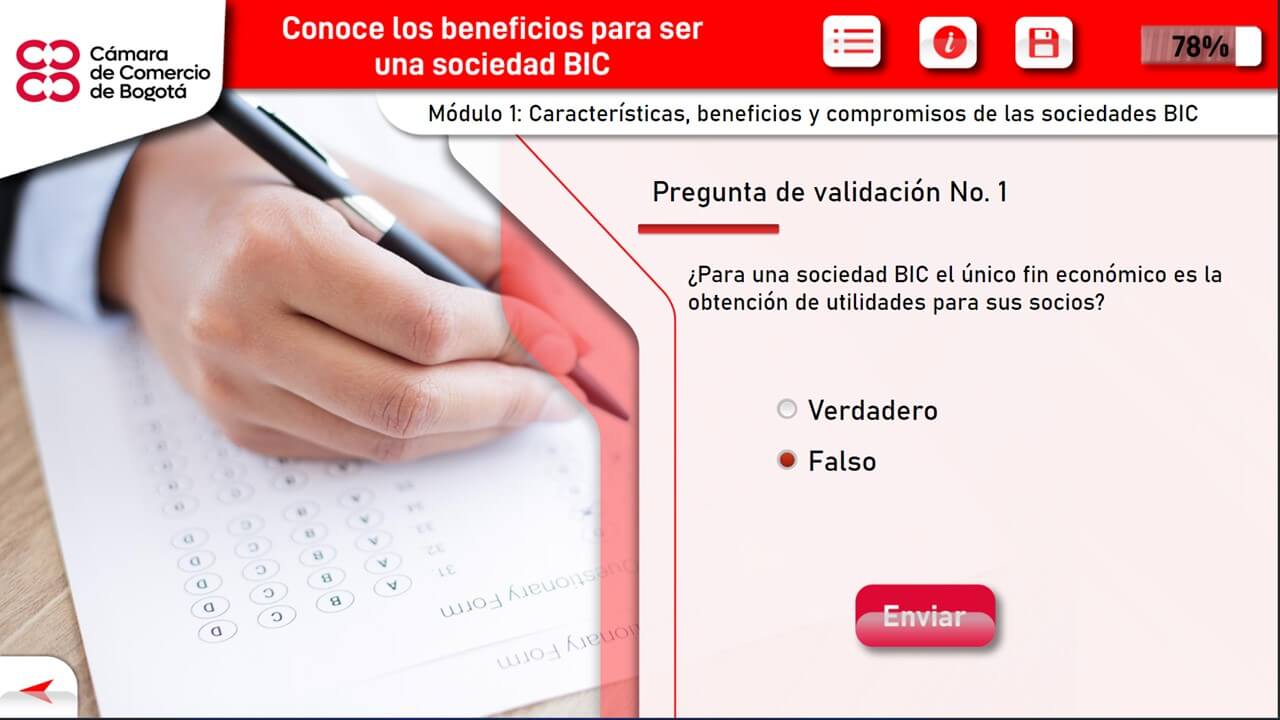 Cámara
de Comercio
de Bogotá
Conoce los beneficios para ser
una sociedad BIC
78%
Módulo 1: Características, beneficios y compromisos de las sociedades BIC
Pregunta de validación No. 1
¿Para una sociedad BIC el único fin económico es la
obtención de utilidades para sus socios?
Verdadero
Falso
Enviar
Questionary Form
31.
32
33
34
A
B
C
D